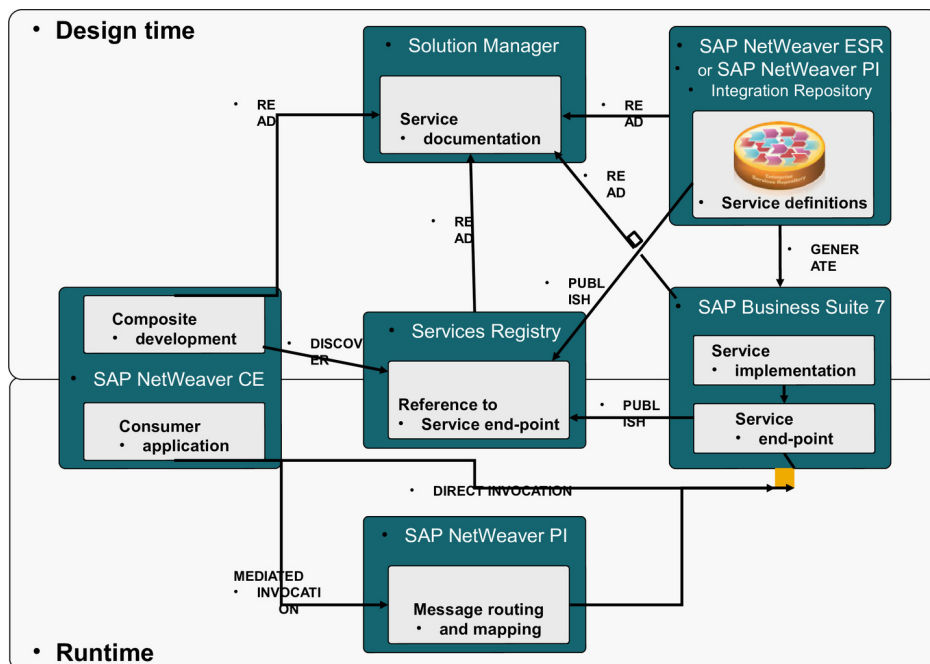 • Design time
• Solution Manager
Service
• documentation
• SAP NetWeaver ESR
• or SAP NetWeaver PI
• Integration Repository
Enterprise
Services Repository
• Service definitions
• RE
AD
• RE
AD
• RE
AD
• RE
AD
• GENER
ATE
• PUBL
ISH
Composite
• development
• SAP NetWeaver CE
Consumer
• application
• DISCOV
ER
• Services Registry
Reference to
• Service end-point
• PUBL
ISH
• SAP Business Suite 7
Service
• implementation
Service
• end-point
• DIRECT INVOCATION
• SAP NetWeaver PI
Message routing
• and mapping
MEDIATED
• INVOCATI
ON
• Runtime